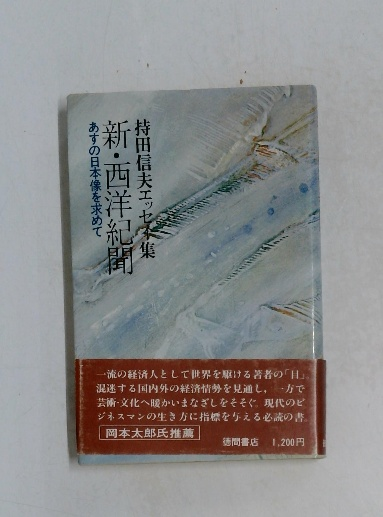 持田信夫エッセイ集
新・西洋紀聞
あすの日本像を求めて
一流の経済人として世界を駆ける著者の「目」。
混迷する国内外の経済情勢を見通し，一方で
芸術・文化へ暖かいまなざしをそそぐ。現代のビ
ジネスマンの生き方に指標を与える必読の書。
岡本太郎氏推薦
徳間書店 1,200円